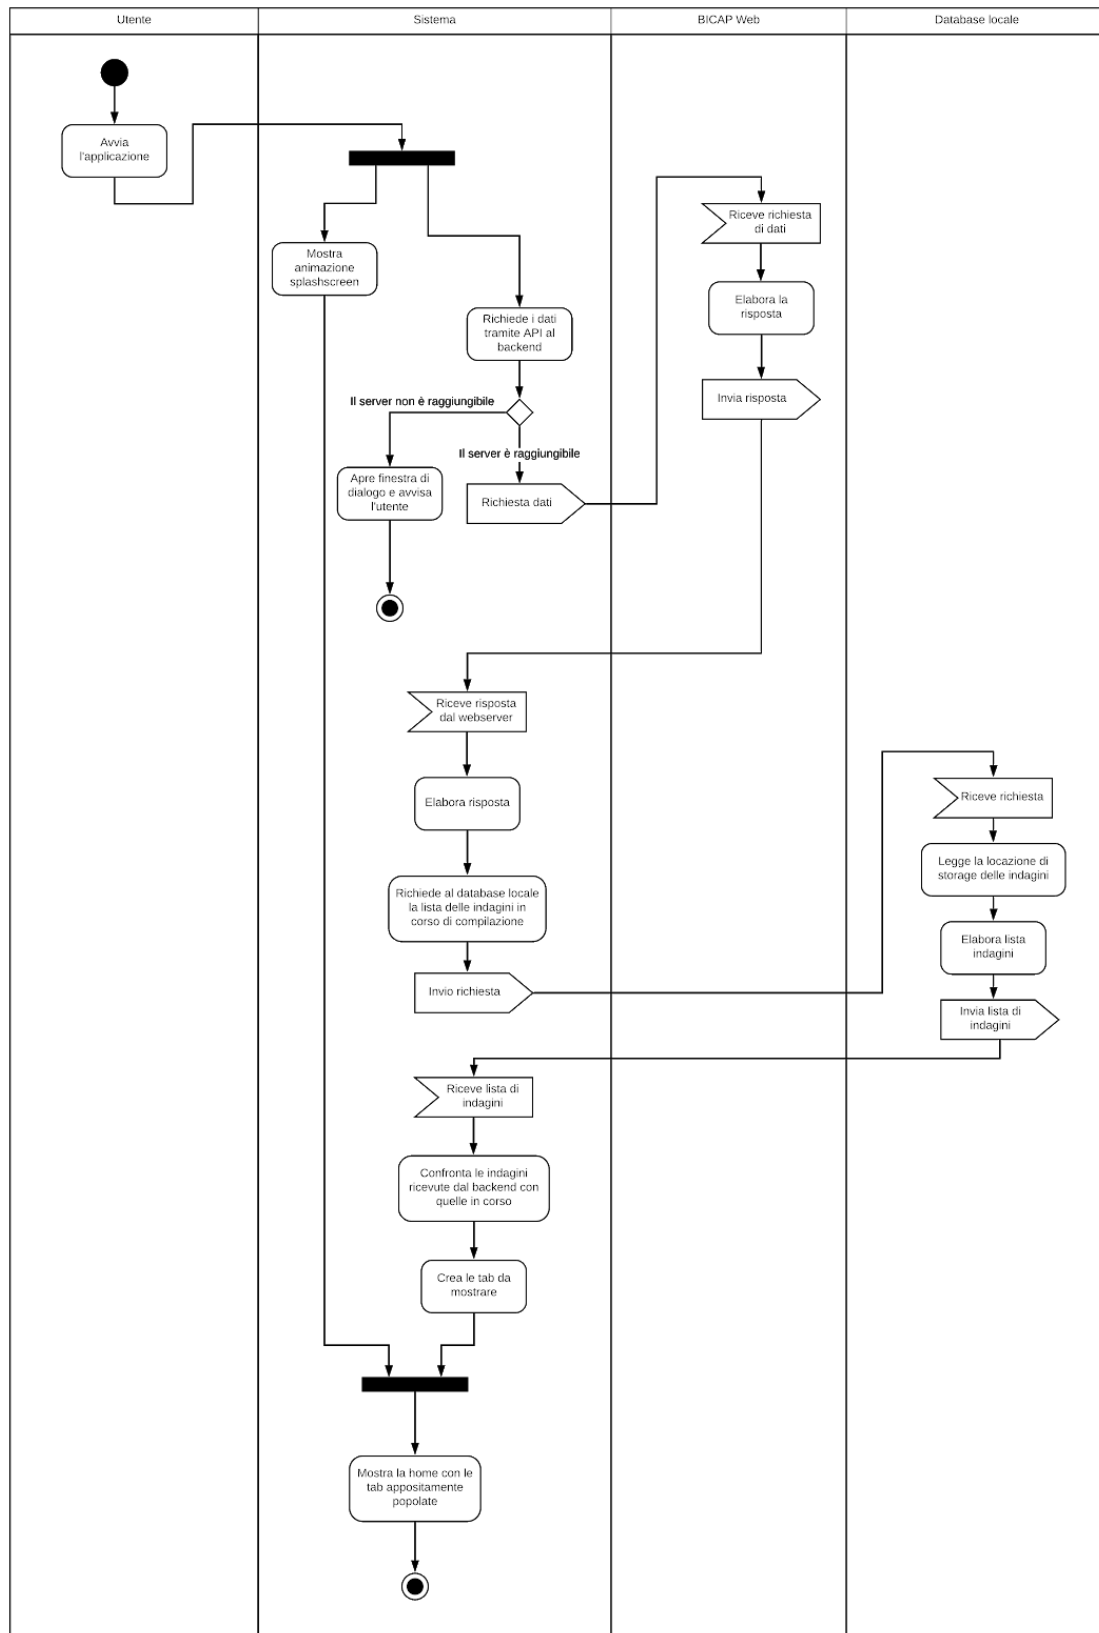 Utente
Sistema
BICAP Web
Database locale
Avvia
l'applicazione
Mostra
animazione
splashscreen
Richiede i dati
tramite API al
backend
Il server non è raggiungibile
Il server è raggiungibile
Apre finestra di
dialogo e avvisa
l'utente
Richiesta dati
Riceve richiesta
di dati
Elabora la
risposta
Invia risposta
Riceve risposta
dal webserver
Elabora risposta
Richiede al database locale
la lista delle indagini in
corso di compilazione
Invio richiesta
Riceve richiesta
Legge la locazione di
storage delle indagini
Elabora lista
indagini
Invia lista di
indagini
Riceve lista di
indagini
Confronta le indagini
ricevute dal backend con
quelle in corso
Crea le tab da
mostrare
Mostra la home con le
tab appositamente
popolate